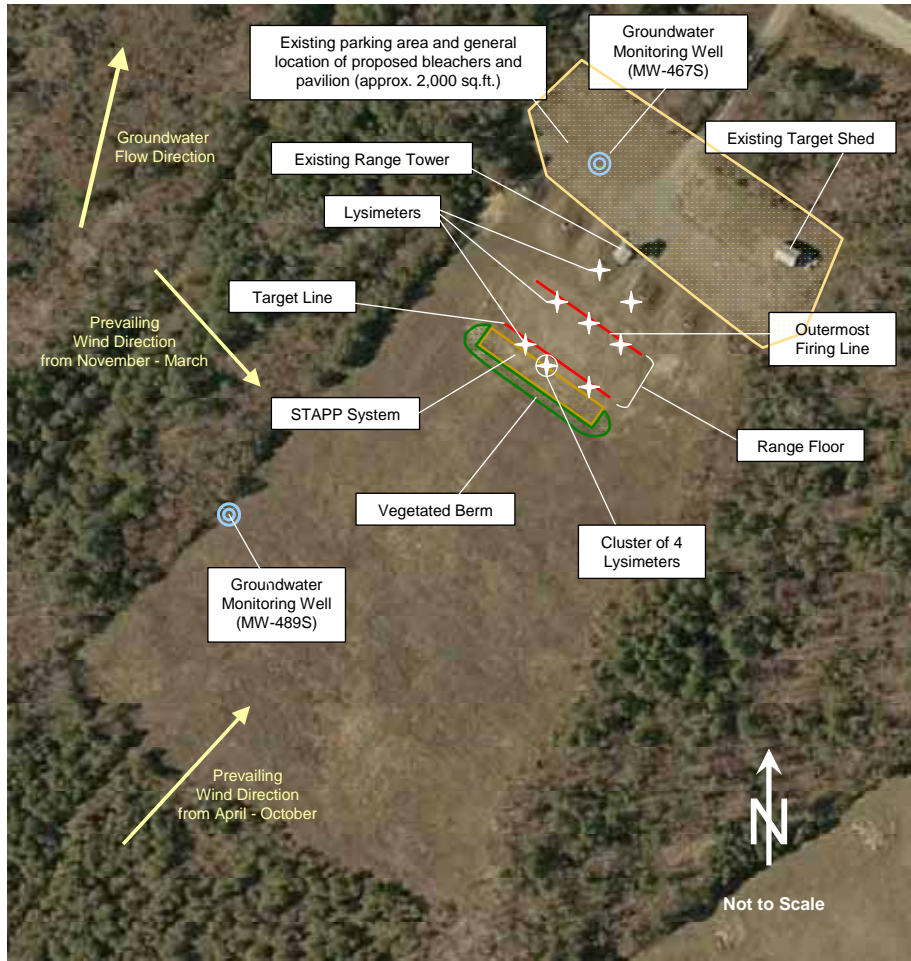 Existing parking area and general
location of proposed bleachers and
pavilion (approx. 2,000 sq.ft.)
Groundwater
Monitoring Well
(MW-467S)
Groundwater
Flow Direction
Existing Target Shed
Existing Range Tower
Lysimeters
Target Line
Prevailing
Wind Direction
from November - March
Outermost
Firing Line
STAPP System
Range Floor
Vegetated Berm
Cluster of 4
Lysimeters
Groundwater
Monitoring Well
(MW-489S)
Prevailing
Wind Direction
from April - October
N
Not to Scale